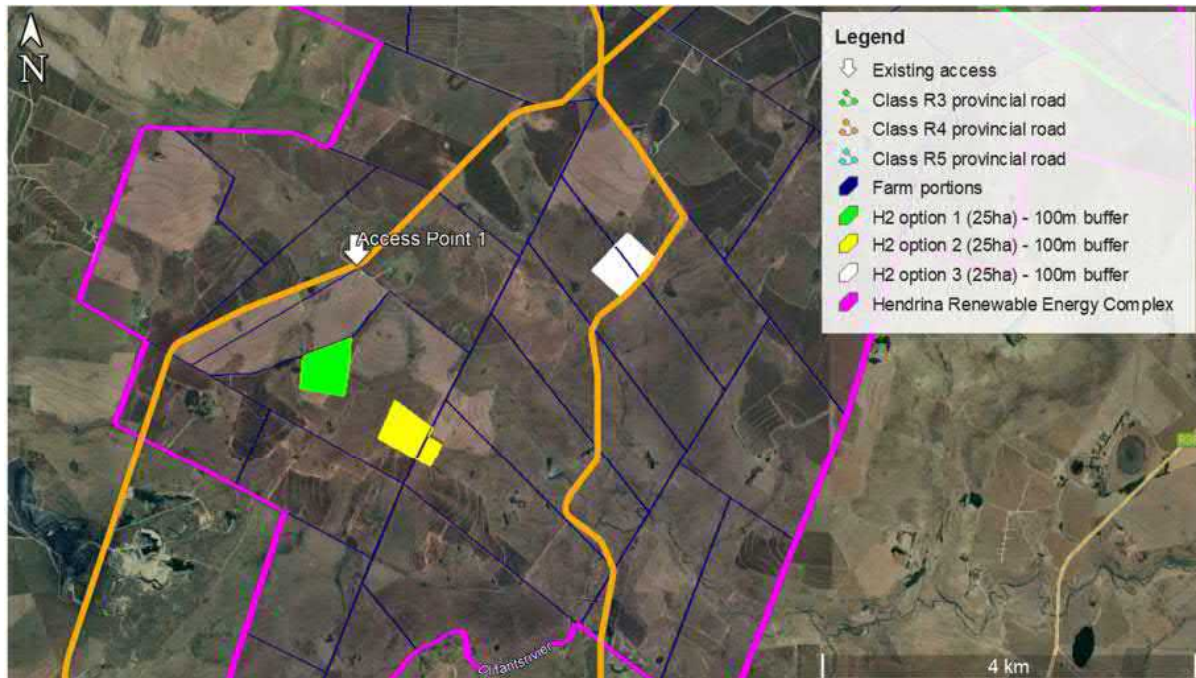 N
Legend
Existing access
Class R3 provincial road
Class R4 provincial road
Class R5 provincial road
Farm portions
H2 option 1 (25ha) - 100m buffer
H2 option 2 (25ha) - 100m buffer
H2 option 3 (25ha) - 100m buffer
Hendrina Renewable Energy Complex
Access Point 1
Olifantsrivier
4 km